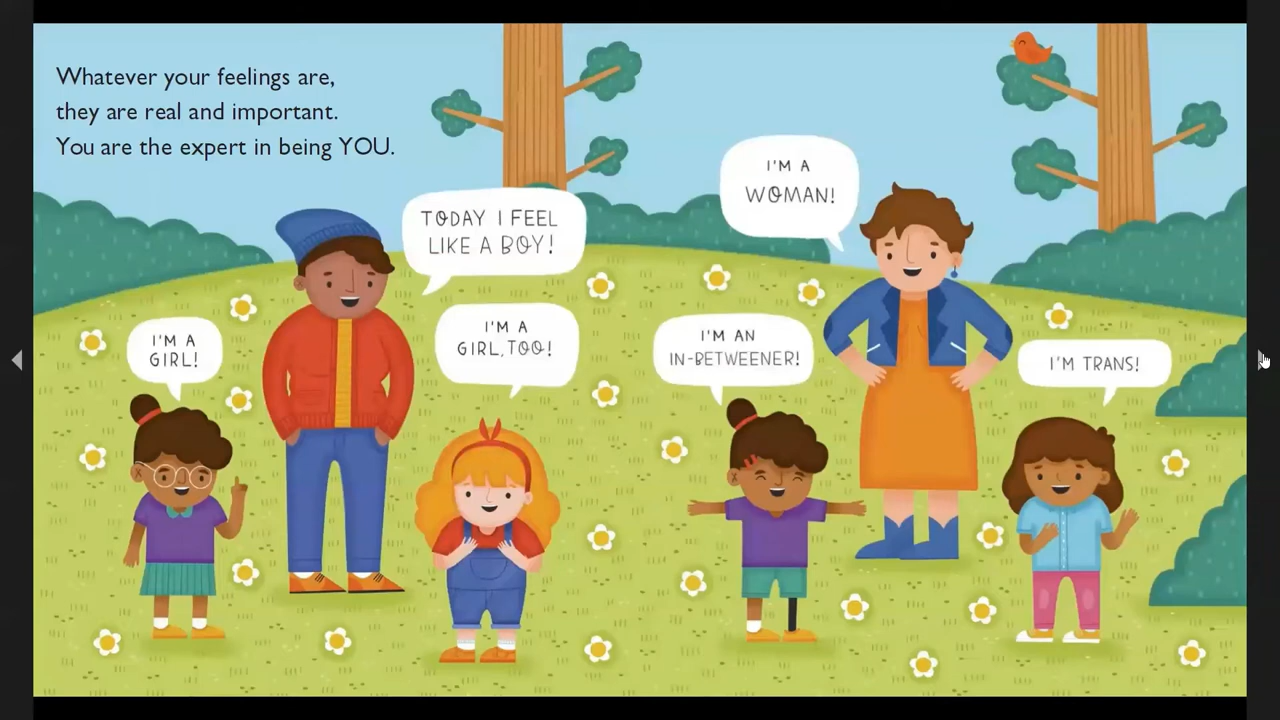 Whatever your feelings are,
they are real and important.
You are the expert in being YOU.
TODAY I FEEL
LIKE A BOY!
I'M A
WOMAN!
I'M A
GIRL!
I'M A
GIRL, TOO!
I'M AN
IN-BETWEENER!
I'M TRANS!